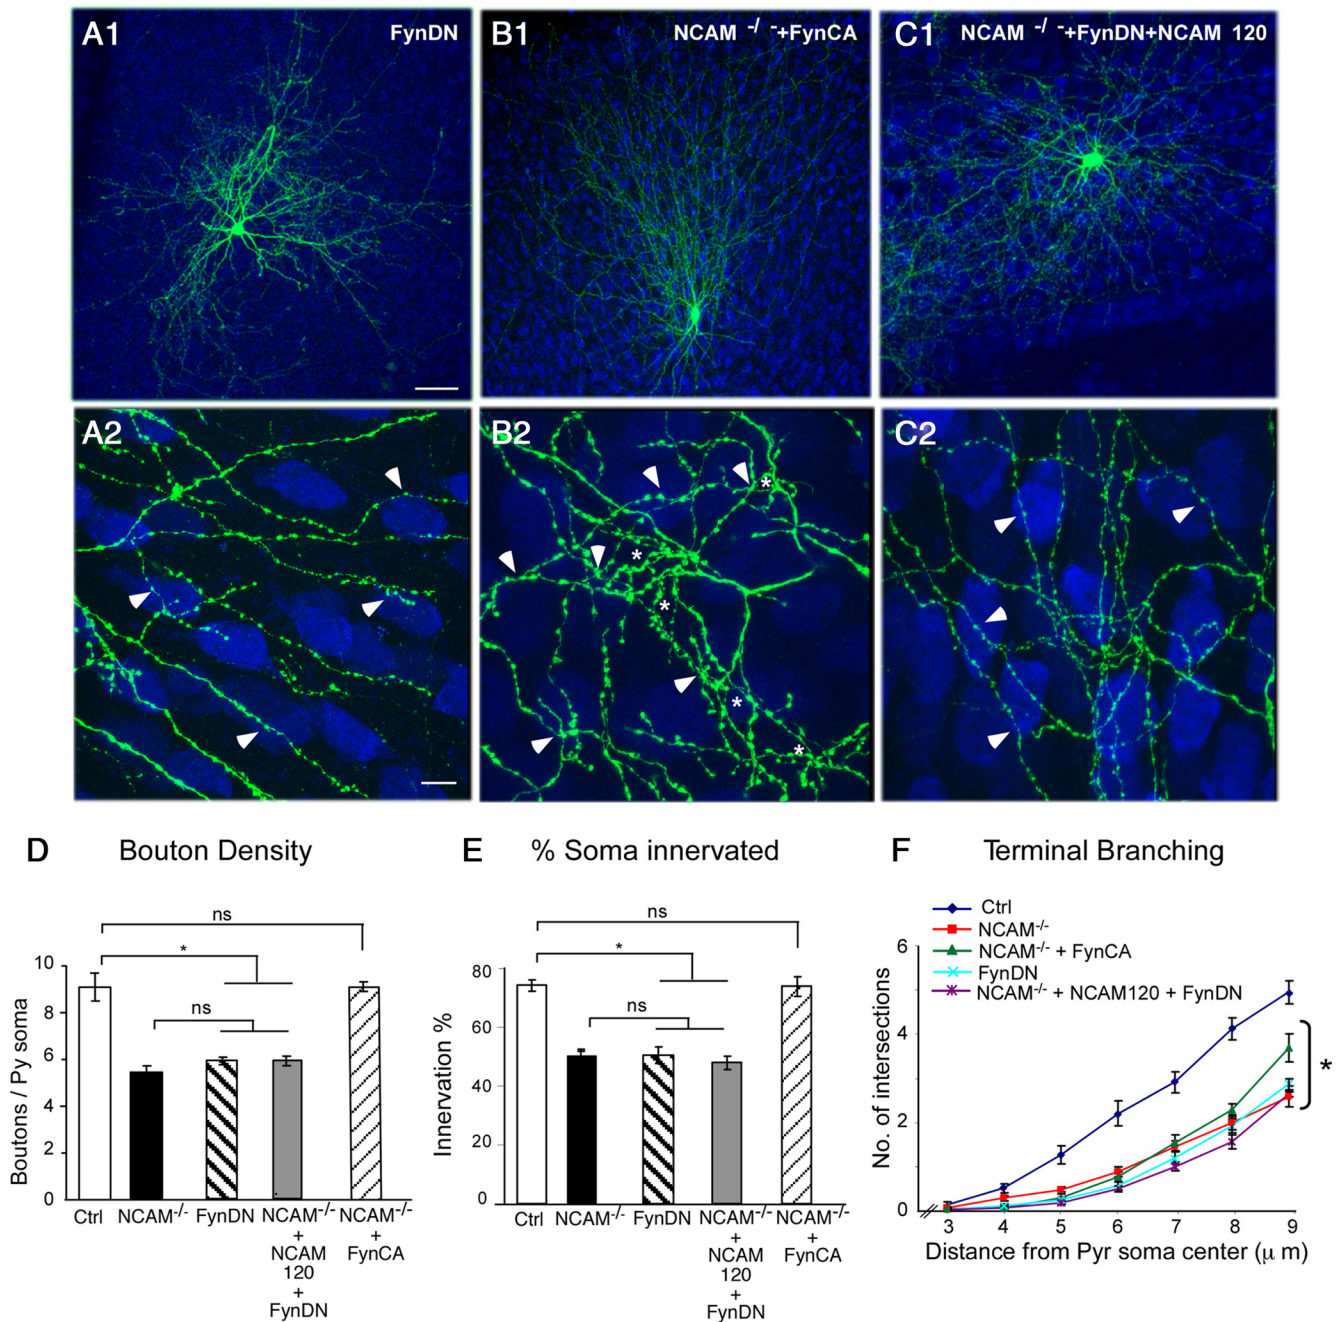 A1
FynDN
B1
NCAM -/- +FynCA
C1
NCAM -/- +FynDN+NCAM 120
A2
B2
*
*
*
*
*
C2
D Bouton Density
ns
*
ns
10
8
6
4
2
0
Boutons / Py soma
Ctrl
NCAM-/-
FynDN
NCAM-/-
+
NCAM
120
+
FynDN
NCAM-/-
+
FynCA
E % Soma innervated
ns
*
ns
80
60
40
20
0
Innervation %
Ctrl
NCAM-/-
FynDN
NCAM-/-
+
NCAM
120
+
FynDN
NCAM-/-
+
FynCA
F Terminal Branching
Ctrl
NCAM-/-
NCAM-/- + FynCA
FynDN
NCAM-/- + NCAM120 + FynDN
6
4
2
0
No. of intersections
*
3 4 5 6 7 8 9
Distance from Pyr soma center (μ m)